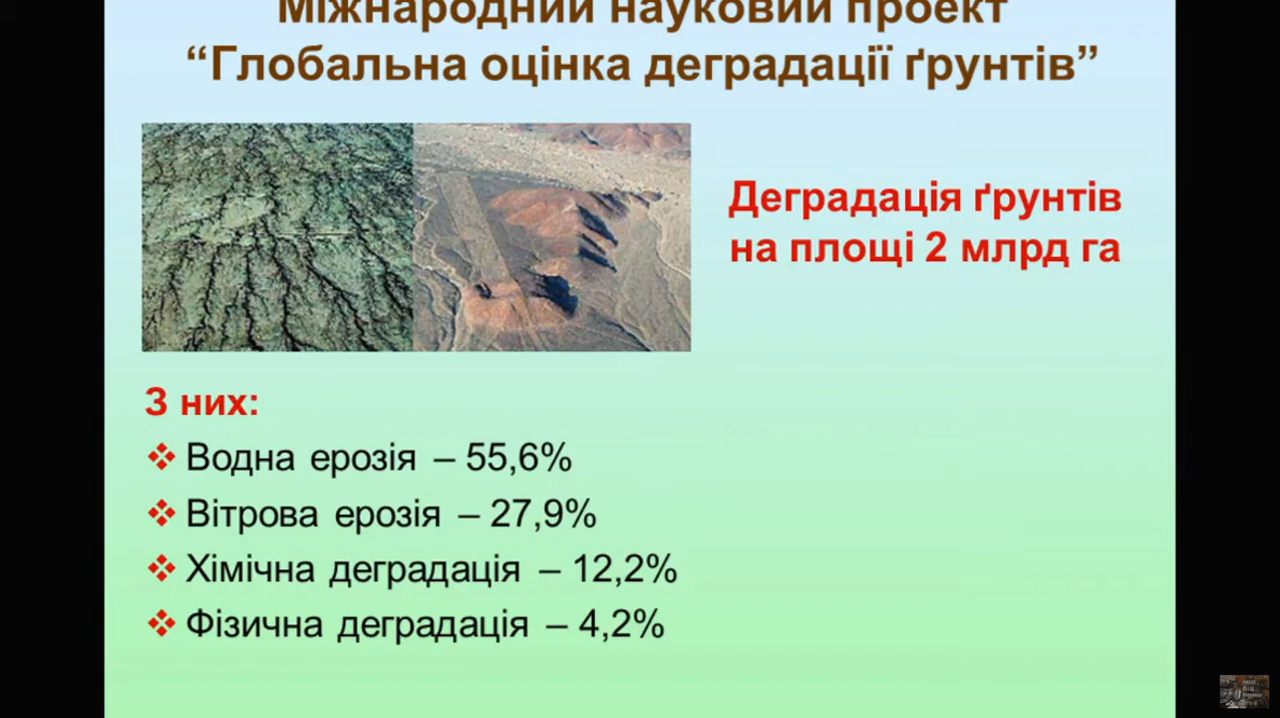 Міжнародний науковий проект
“Глобальна оцінка деградації ґрунтів”
Деградація ґрунтів
на площі 2 млрд га
З них:
Водна ерозія – 55,6%
Вітрова ерозія – 27,9%
Хімічна деградація – 12,2%
Фізична деградація – 4,2%